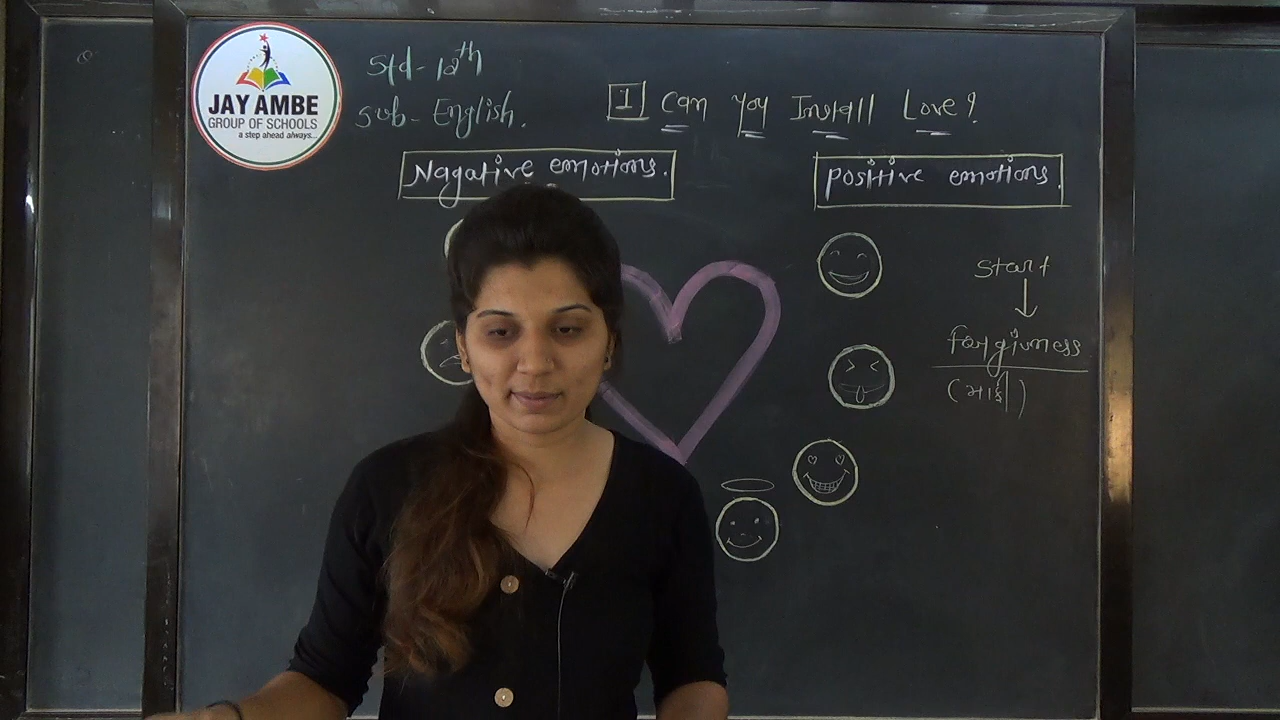 JAY AMBE
GROUP OF SCHOOLS
a step ahead always...
Std- 12th
Sub- English.
1 Can You Install Love?
Nagative emotions.
Positive emotions.
Start
forgivness
(માફી)